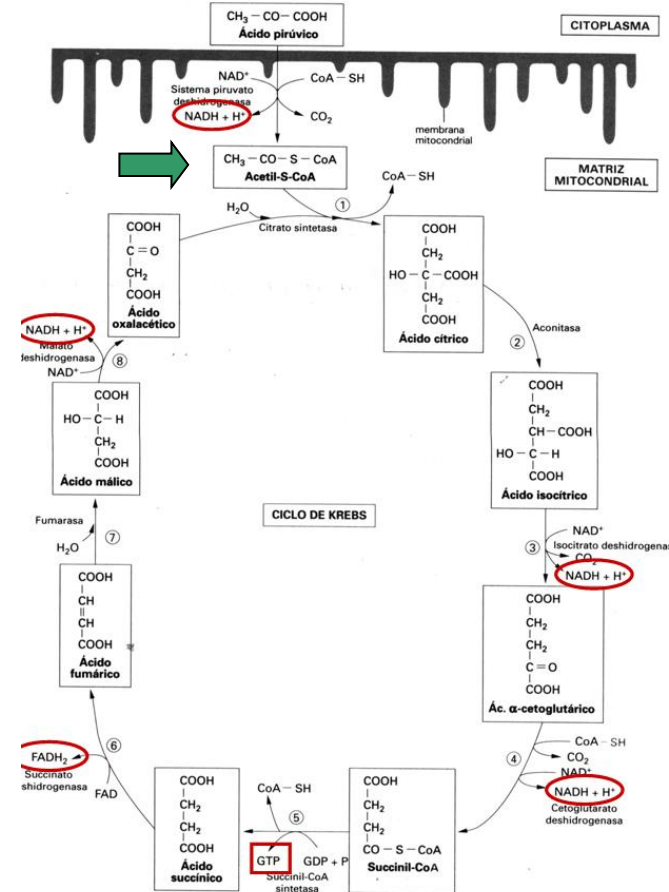 CH₃ – CO – COOH
Ácido pirúvico
CITOPLASMA
NAD⁺
CoA – SH
Sistema piruvato
deshidrogenasa
NADH + H⁺
CO₂
membrana
mitocondrial
MATRIZ
MITOCONDRIAL
CH₃ – CO – S – CoA
Acetil-S-CoA
CoA – SH
H₂O
①
Citrato sintetasa
COOH
C = O
CH₂
COOH
Ácido
oxalacético
COOH
CH₂
HO – C – COOH
CH₂
COOH
Ácido cítrico
Aconitasa
②
NADH + H⁺
Malato
deshidrogenasa
NAD⁺
⑧
COOH
HO – C – H
CH₂
COOH
Ácido málico
COOH
CH₂
CH – COOH
HO – C – H
COOH
Ácido isocítrico
CICLO DE KREBS
Fumarasa
H₂O
⑦
③
NAD⁺
Isocitrato deshidrogenas
CO₂
NADH + H⁺
COOH
CH
CH
COOH
Ácido
fumárico
COOH
CH₂
CH₂
C = O
COOH
Ác. α-cetoglutárico
⑥
FADH₂
Succinato
shidrogenasa
FAD
④
CoA – SH
CO₂
NAD⁺
NADH + H⁺
Cetoglutarato
deshidrogenasa
COOH
CH₂
CH₂
COOH
Ácido
succínico
CoA – SH
⑤
GTP
GDP + P
Succinil-CoA
sintetasa
COOH
CH₂
CH₂
CO – S – CoA
Succinil-CoA